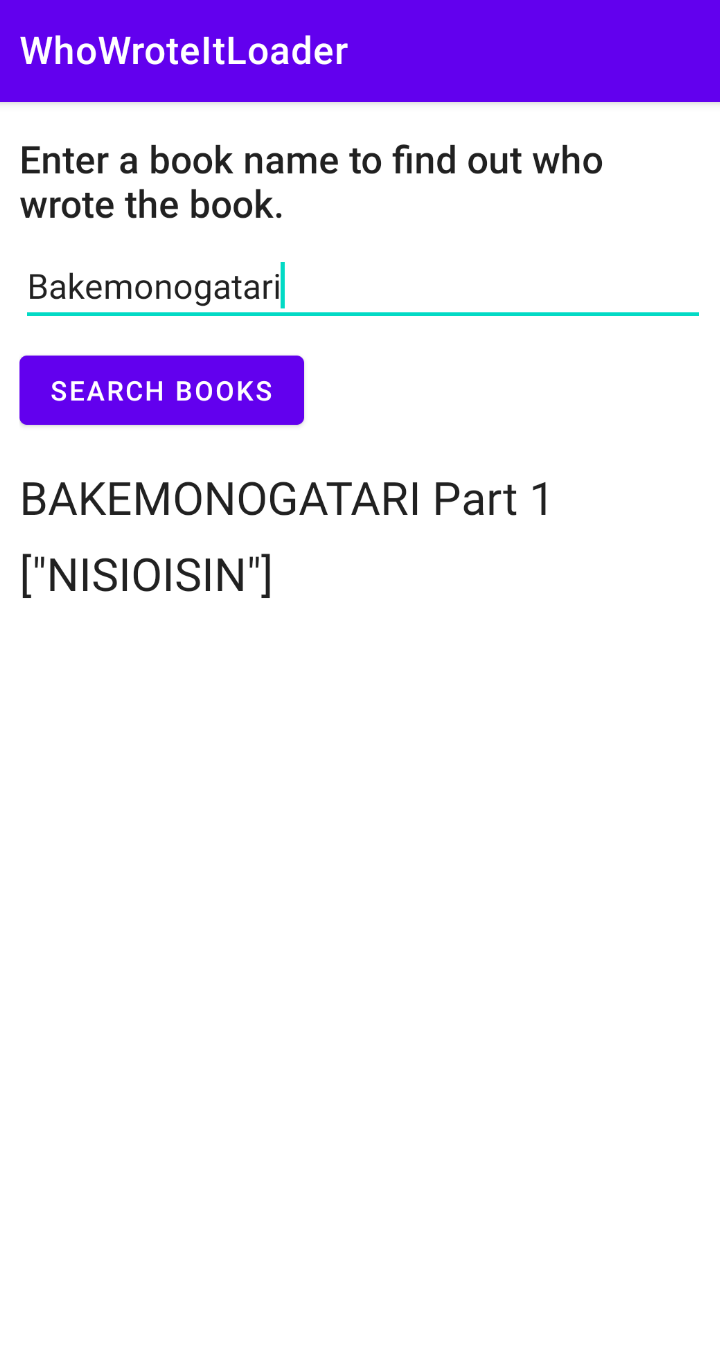 WhoWroteItLoader
Enter a book name to find out who
wrote the book.
Bakemonogatari
SEARCH BOOKS
BAKEMONOGATARI Part 1
["NISIOISIN"]